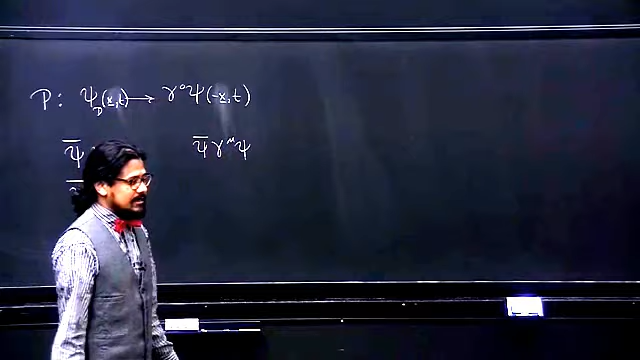 P: Ψ_D(x,t) → γ⁰Ψ(-x,t)
Ψ̄ Ψ̄γ^μΨ
Ψ̄